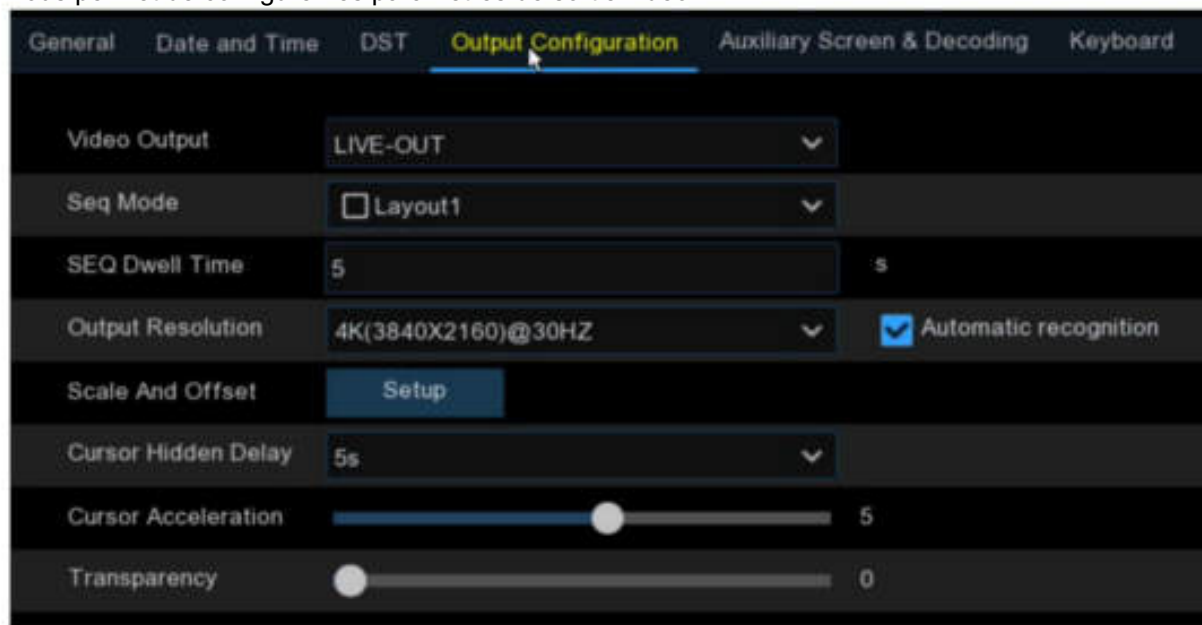 General Date and Time DST Output Configuration Auxiliary Screen & Decoding Keyboard
Video Output LIVE-OUT
Seq Mode Layout1
SEQ Dwell Time 5 s
Output Resolution 4K(3840X2160)@30HZ Automatic recognition
Scale And Offset Setup
Cursor Hidden Delay 5s
Cursor Acceleration 5
Transparency 0